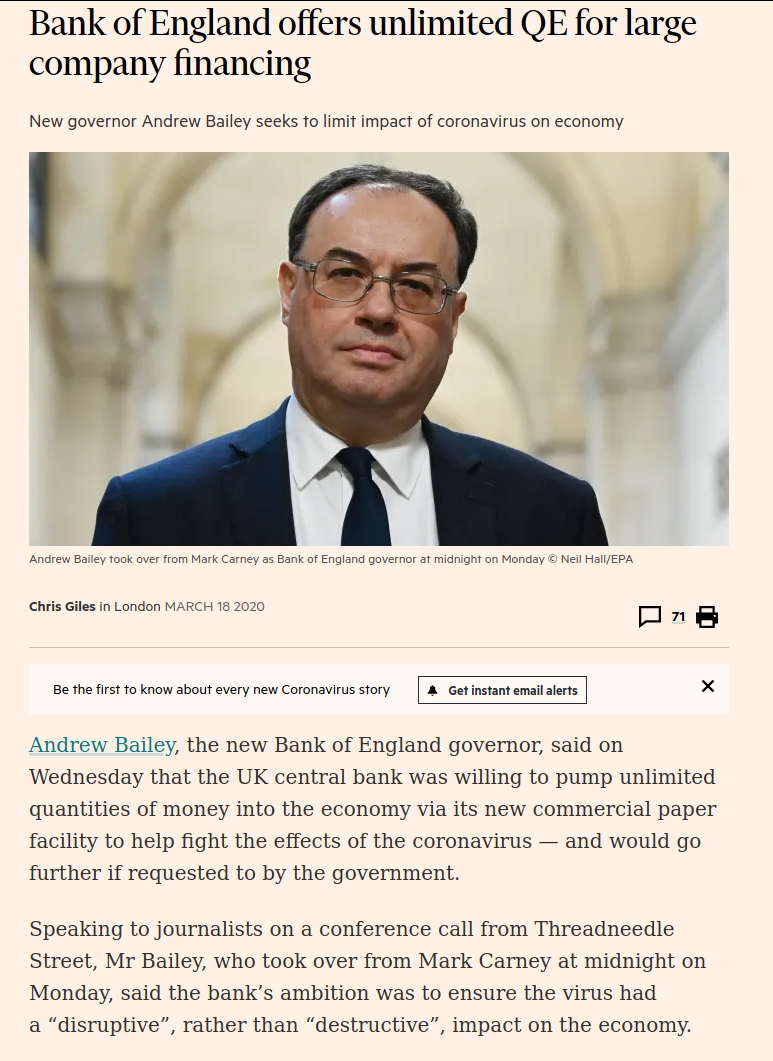 Bank of England offers unlimited QE for large
company financing
New governor Andrew Bailey seeks to limit impact of coronavirus on economy
Andrew Bailey took over from Mark Carney as Bank of England governor at midnight on Monday © Neil Hall/EPA
Chris Giles in London MARCH 18 2020
71
Be the first to know about every new Coronavirus story
Get instant email alerts
Andrew Bailey, the new Bank of England governor, said on
Wednesday that the UK central bank was willing to pump unlimited
quantities of money into the economy via its new commercial paper
facility to help fight the effects of the coronavirus — and would go
further if requested to by the government.
Speaking to journalists on a conference call from Threadneedle
Street, Mr Bailey, who took over from Mark Carney at midnight on
Monday, said the bank’s ambition was to ensure the virus had
a “disruptive”, rather than “destructive”, impact on the economy.